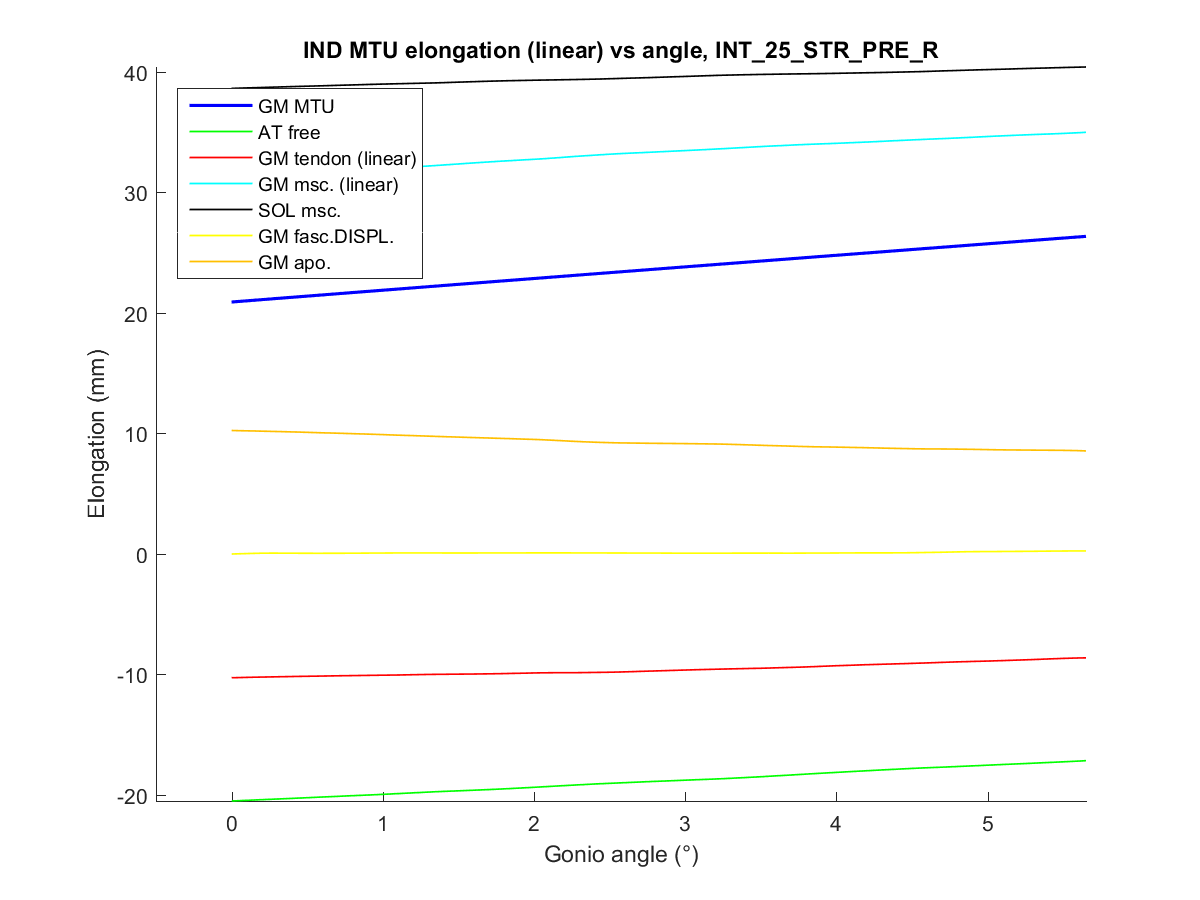 IND MTU elongation (linear) vs angle, INT_25_STR_PRE_R
40
30
20
10
0
-10
-20
Elongation (mm)
GM MTU
AT free
GM tendon (linear)
GM msc. (linear)
SOL msc.
GM fasc.DISPL.
GM apo.
0 1 2 3 4 5
Gonio angle (°)